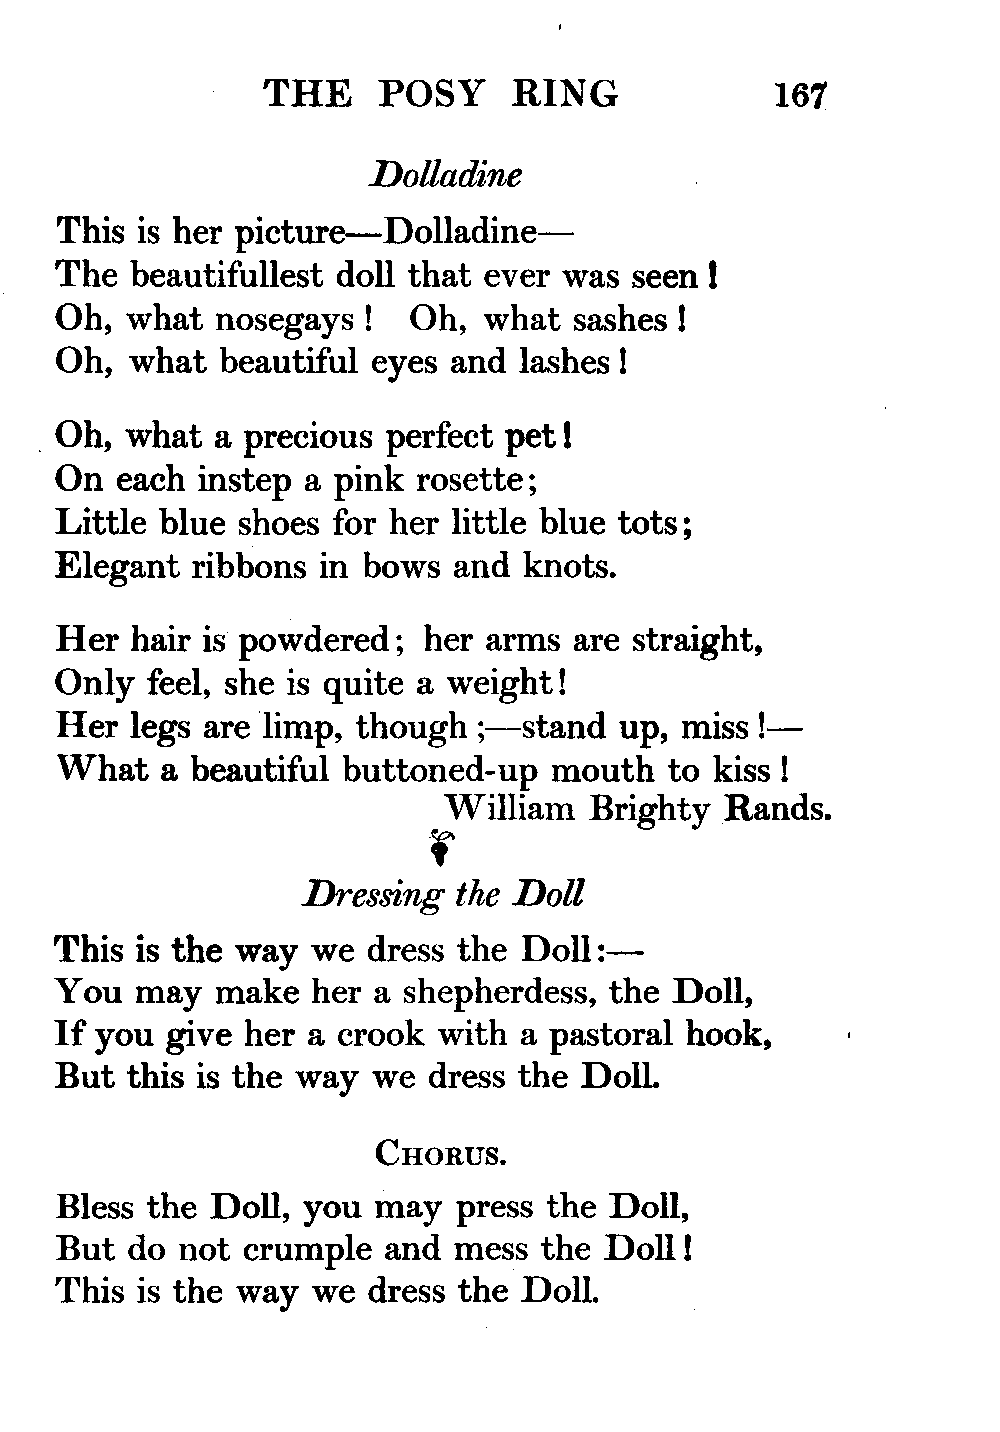 THE POSY RING 167
Dolladine
This is her picture—Dolladine—
The beautifullest doll that ever was seen!
Oh, what nosegays! Oh, what sashes!
Oh, what beautiful eyes and lashes!
Oh, what a precious perfect pet!
On each instep a pink rosette;
Little blue shoes for her little blue tots;
Elegant ribbons in bows and knots.
Her hair is powdered; her arms are straight,
Only feel, she is quite a weight!
Her legs are limp, though;—stand up, miss!—
What a beautiful buttoned-up mouth to kiss!
William Brighty Rands.
Dressing the Doll
This is the way we dress the Doll:—
You may make her a shepherdess, the Doll,
If you give her a crook with a pastoral hook,
But this is the way we dress the Doll.
CHORUS.
Bless the Doll, you may press the Doll,
But do not crumple and mess the Doll!
This is the way we dress the Doll.